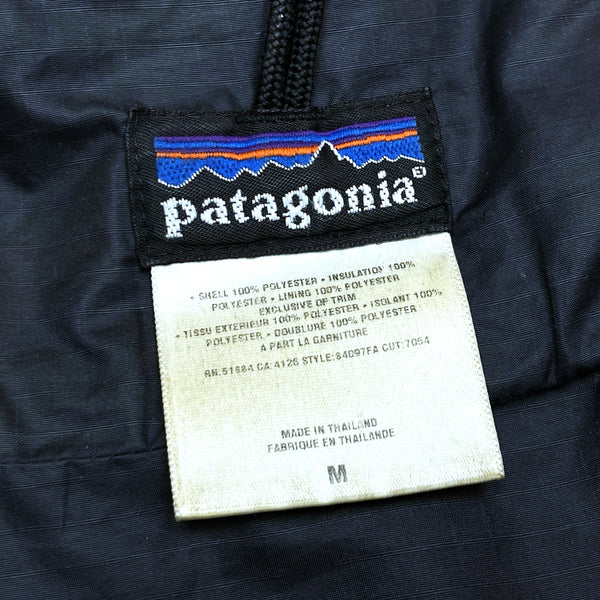 patagonia®
• SHELL 100% POLYESTER • INSULATION 100%
POLYESTER • LINING 100% POLYESTER
EXCLUSIVE OF TRIM
• TISSU EXTERIEUR 100% POLYESTER • ISOLANT 100%
POLYESTER • DOUBLURE 100% POLYESTER
A PART LA GARNITURE
RN:51884 CA:4126 STYLE:84097FA CUT:7054
MADE IN THAILAND
FABRIQUE EN THAILANDE
M